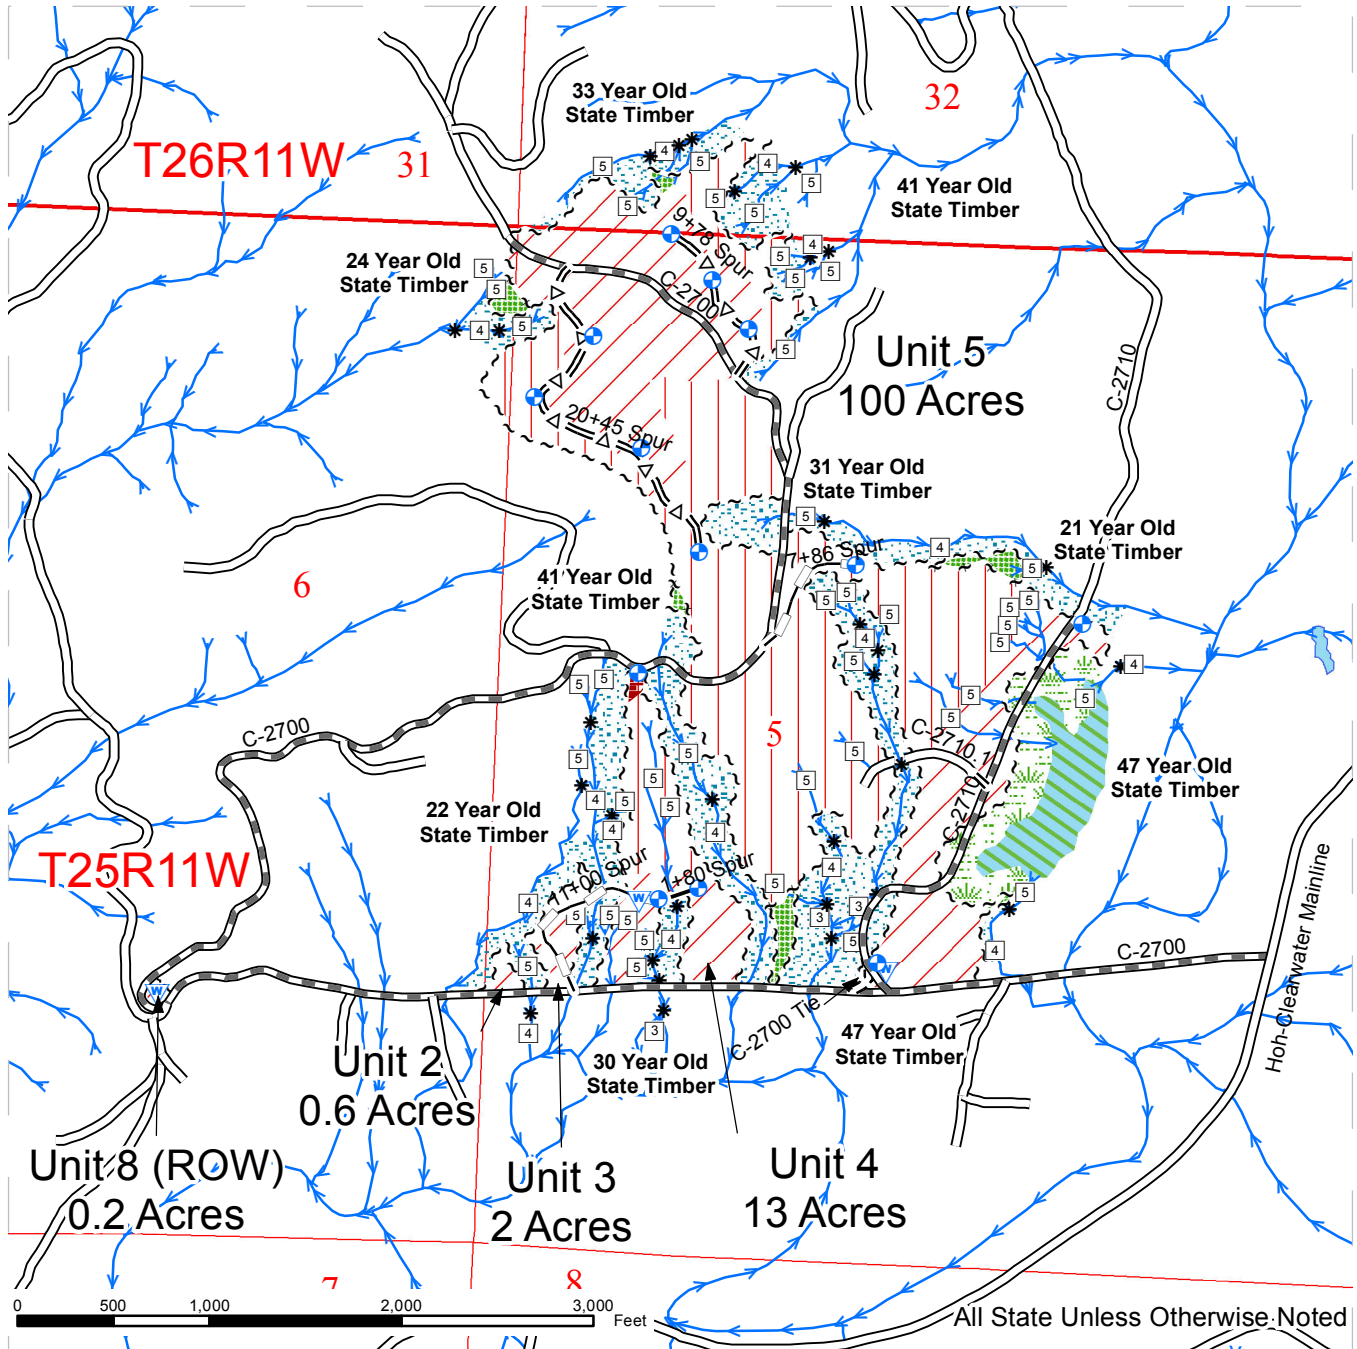 33 Year Old
State Timber
32
T26R11W
31
41 Year Old
State Timber
9+78 Spur
24 Year Old
State Timber
C-2700
Unit 5
100 Acres
C-2710
20+45 Spur
31 Year Old
State Timber
21 Year Old
State Timber
7+86 Spur
6
41 Year Old
State Timber
5
C-2700
C-2710.1
47 Year Old
State Timber
C-2710
22 Year Old
State Timber
T25R11W
11+00 Spur
1+80 Spur
Hoh-Clearwater Mainline
C-2700
C-2700 Tie
47 Year Old
State Timber
Unit 2
0.6 Acres
30 Year Old
State Timber
Unit 8 (ROW)
0.2 Acres
Unit 3
2 Acres
Unit 4
13 Acres
7
8
0 500 1,000 2,000 3,000
Feet
All State Unless Otherwise Noted